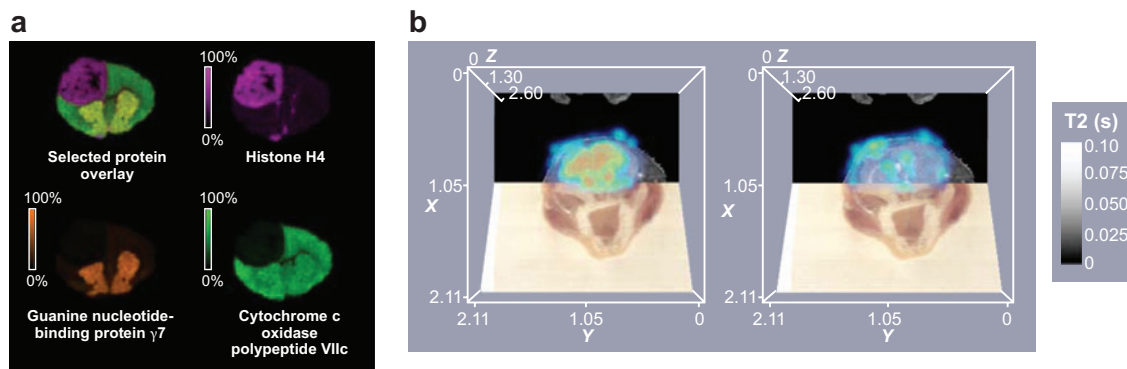 a
100%
0%
Selected protein
overlay
100%
0%
Histone H4
100%
0%
Guanine nucleotide-
binding protein γ7
100%
0%
Cytochrome c
oxidase
polypeptide VIIc
b
0 Z
0
1.30
2.60
1.05
X
2.11
2.11
1.05
0
Y
0 Z
0
1.30
2.60
1.05
X
2.11
2.11
1.05
0
Y
T2 (s)
0.10
0.075
0.050
0.025
0